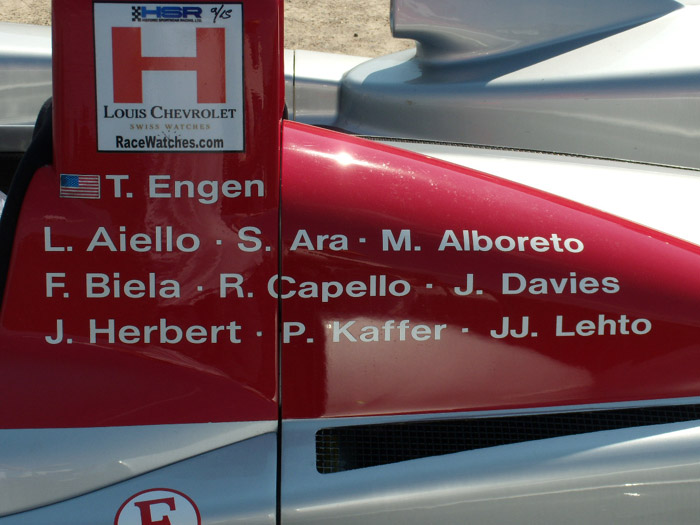 HSR 9/13
H
LOUIS CHEVROLET
SWISS WATCHES
RaceWatches.com
T. Engen
L. Aiello · S. Ara · M. Alboreto
F. Biela · R. Capello · J. Davies
J. Herbert · P. Kaffer · JJ. Lehto
E